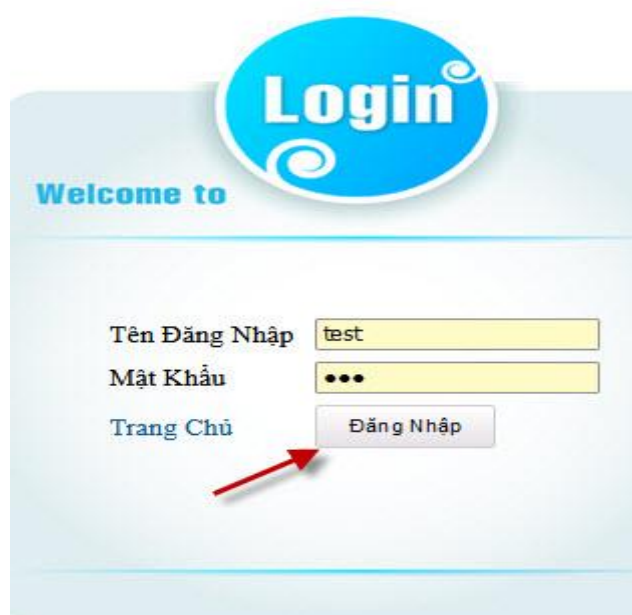 Login
Welcome to
Tên Đăng Nhập test
Mật Khẩu •••
Trang Chủ Đăng Nhập